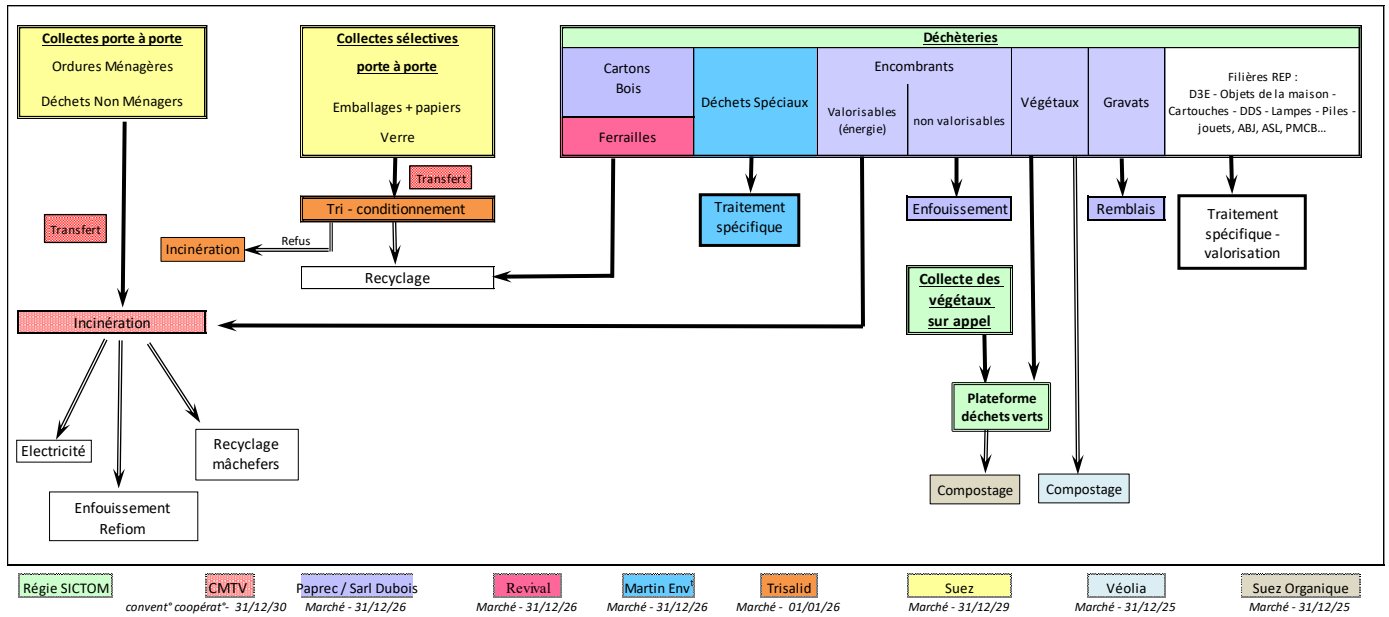 Collectes porte à porte
Ordures Ménagères
Déchets Non Ménagers
Collectes sélectives
porte à porte
Emballages + papiers
Verre
Déchèteries
Cartons
Bois
Ferrailles
Déchets Spéciaux
Encombrants
Valorisables
(énergie)
non valorisables
Végétaux
Gravats
Filières REP :
D3E - Objets de la maison -
Cartouches - DDS - Lampes - Piles -
jouets, ABJ, ASL, PMCB...
Transfert
Transfert
Tri - conditionnement
Refus
Incinération
Recyclage
Traitement
spécifique
Enfouissement
Remblais
Traitement
spécifique -
valorisation
Collecte des
végétaux
sur appel
Incinération
Plateforme
déchets verts
Electricité
Recyclage
mâchefers
Enfouissement
Refiom
Compostage
Compostage
Régie SICTOM
CMTV
convent° coopérat°- 31/12/30
Paprec / Sarl Dubois
Marché - 31/12/26
Revival
Marché - 31/12/26
Martin Envᵗ
Marché - 31/12/26
Trisalid
Marché - 01/01/26
Suez
Marché - 31/12/29
Véolia
Marché - 31/12/25
Suez Organique
Marché - 31/12/25